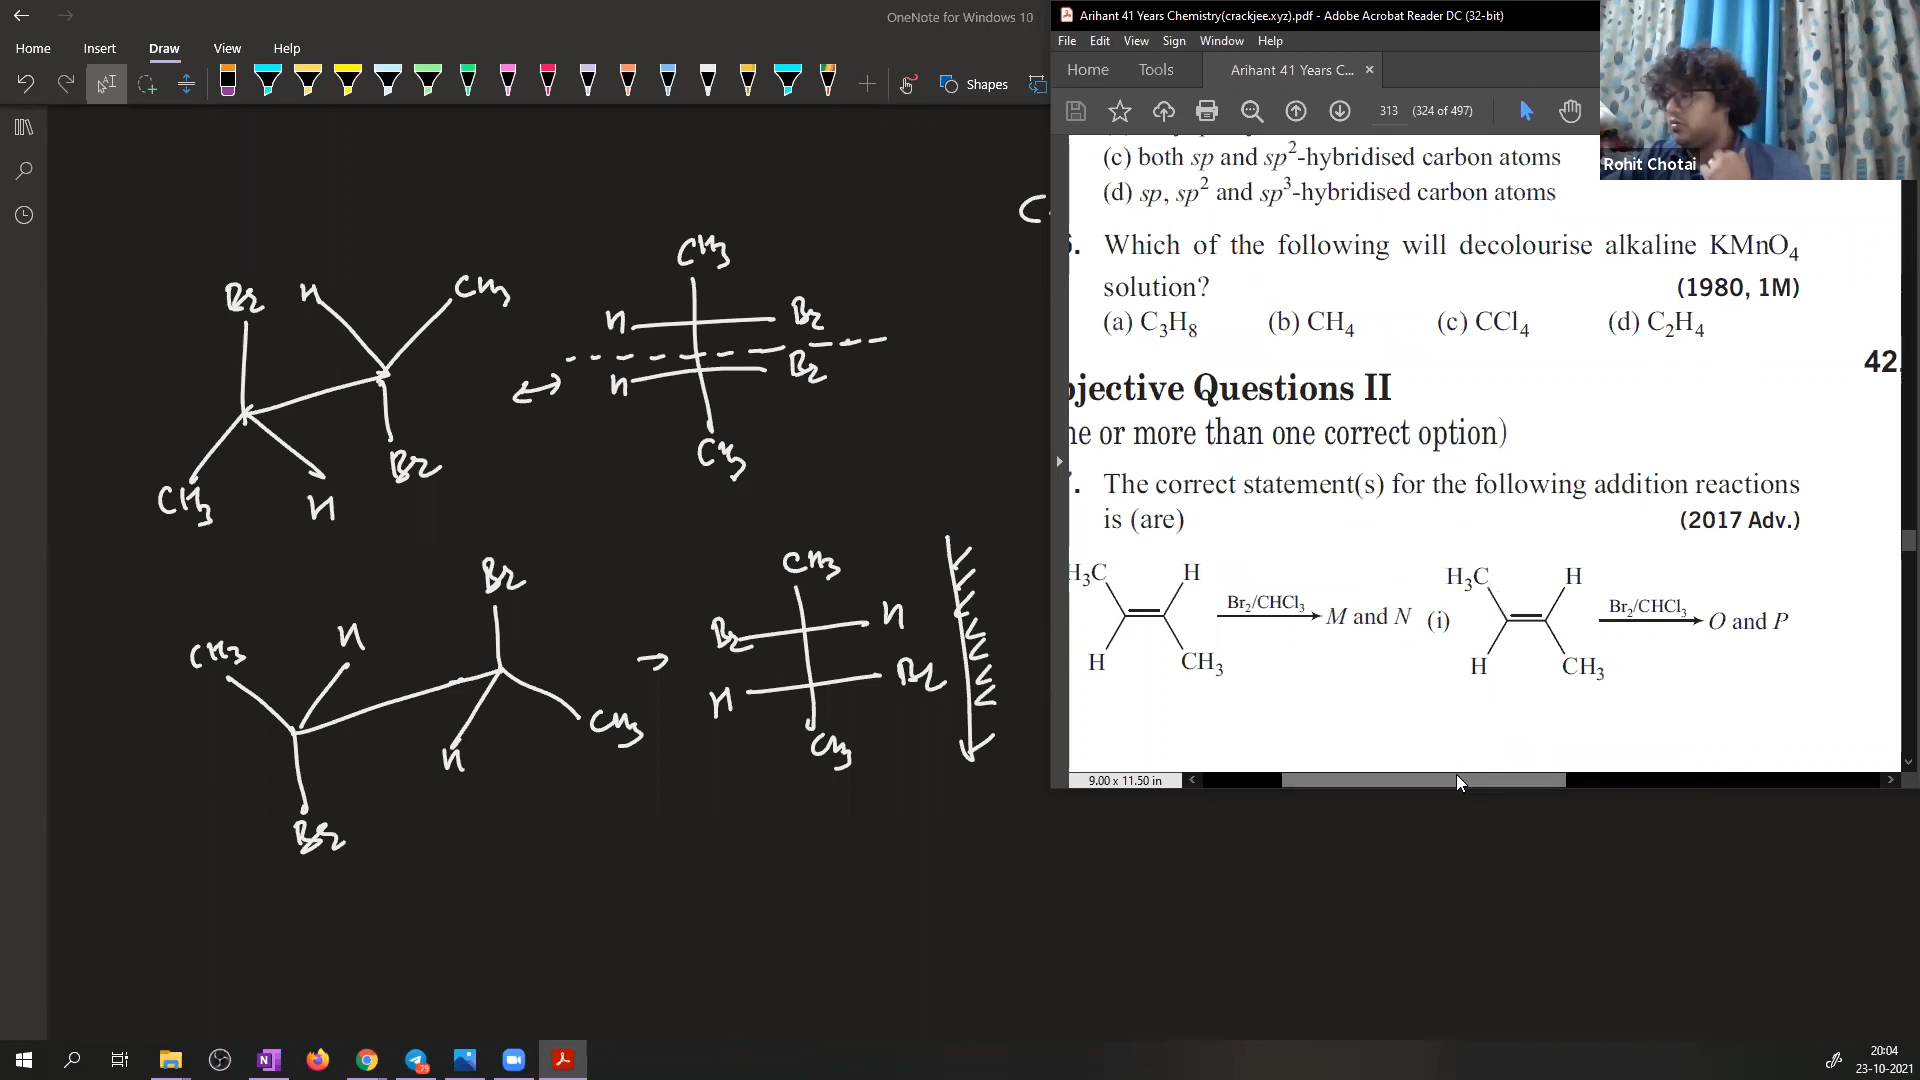 OneNote for Windows 10
Home Insert Draw View Help
Shapes
CH3
H Br
Br H CH3
H Br
CH3
CH3 H Br
Br
CH3 H
CH3
Br H
H Br
CH3
CH3
H Br
Br
Arihant 41 Years Chemistry(crackjee.xyz).pdf - Adobe Acrobat Reader DC (32-bit)
File Edit View Sign Window Help
Home Tools Arihant 41 Years C... ×
313 (324 of 497)
Rohit Chotai
(c) both sp and sp2-hybridised carbon atoms
(d) sp, sp2 and sp3-hybridised carbon atoms
Which of the following will decolourise alkaline KMnO4
solution? (1980, 1M)
(a) C3H8 (b) CH4 (c) CCl4 (d) C2H4
42.
bjective Questions II
ne or more than one correct option)
The correct statement(s) for the following addition reactions
is (are) (2017 Adv.)
H3C H H3C H
Br2/CHCl3 M and N (i) Br2/CHCl3 O and P
H CH3 H CH3
9.00 x 11.50 in
79
20:04
23-10-2021